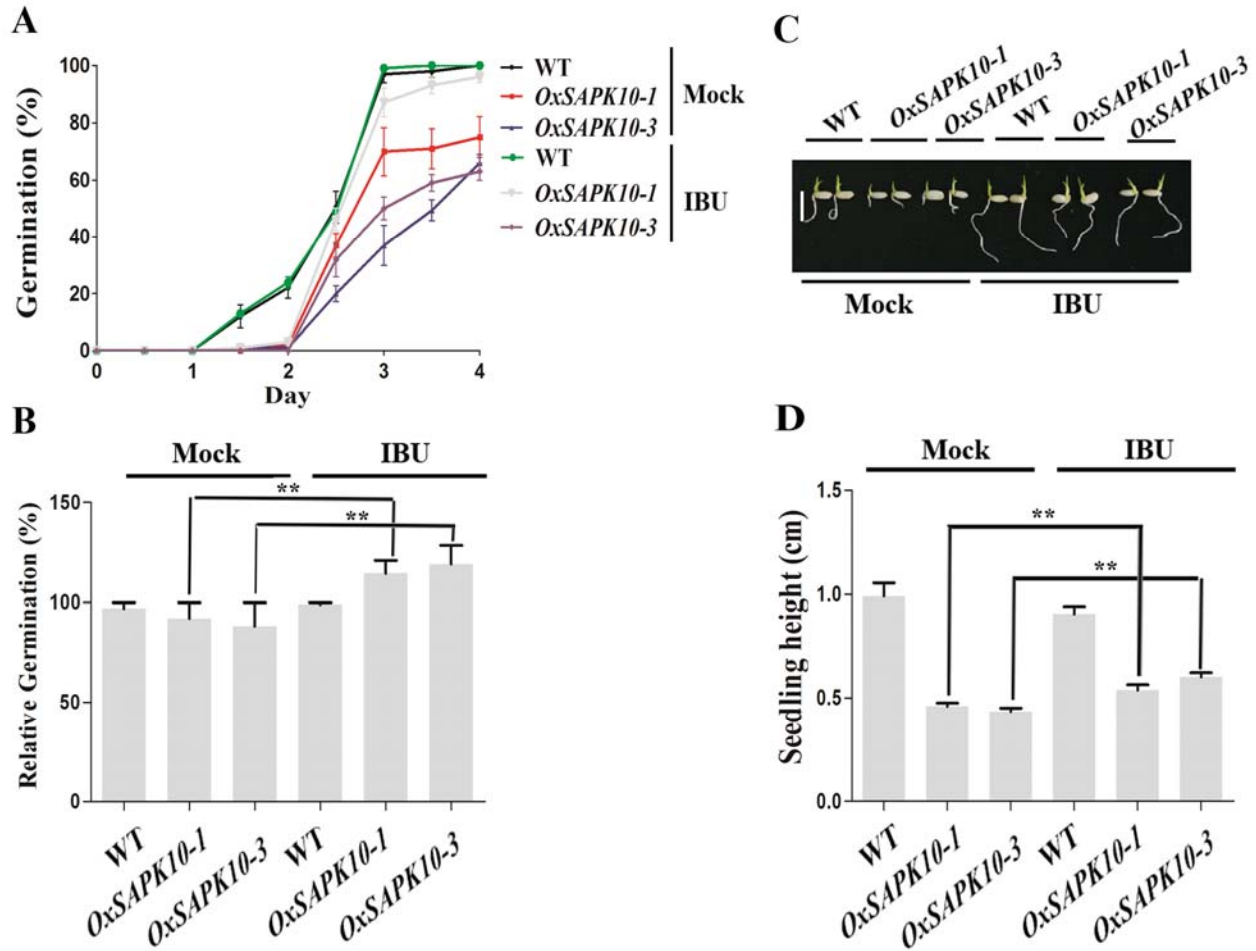 A
Germination (%)
100
80
60
40
20
0
0 1 2 3 4
Day
WT
OxSAPK10-1
OxSAPK10-3
Mock
WT
OxSAPK10-1
OxSAPK10-3
IBU
C
WT OxSAPK10-1 OxSAPK10-3 WT OxSAPK10-1 OxSAPK10-3
Mock IBU
B
Mock IBU
** **
Relative Germination (%)
150
100
50
0
WT OxSAPK10-1 OxSAPK10-3 WT OxSAPK10-1 OxSAPK10-3
D
Mock IBU
** **
Seedling height (cm)
1.5
1.0
0.5
0.0
WT OxSAPK10-1 OxSAPK10-3 WT OxSAPK10-1 OxSAPK10-3